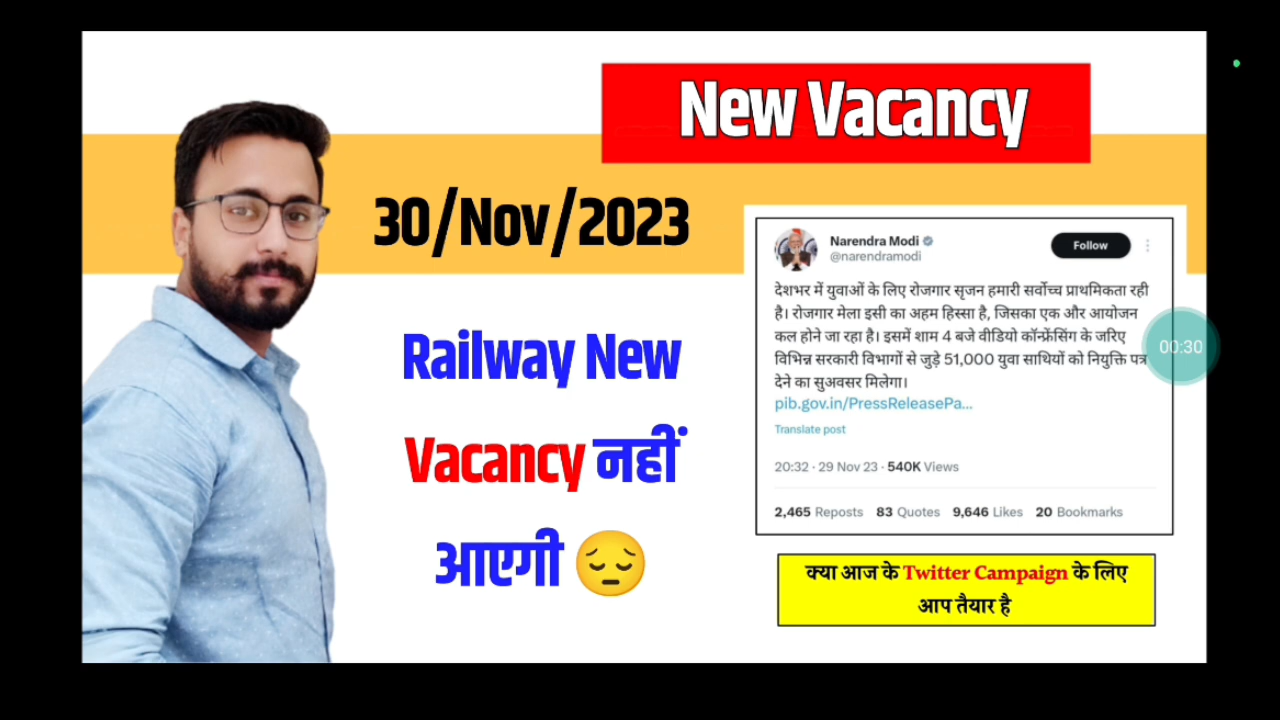 New Vacancy
30/Nov/2023
Railway New
Vacancy नहीं
आएगी
Narendra Modi
@narendramodi
Follow
देशभर में युवाओं के लिए रोजगार सृजन हमारी सर्वोच्च प्राथमिकता रही
है। रोजगार मेला इसी का अहम हिस्सा है, जिसका एक और आयोजन
कल होने जा रहा है। इसमें शाम 4 बजे वीडियो कॉन्फ्रेंसिंग के जरिए
विभिन्न सरकारी विभागों से जुड़े 51,000 युवा साथियों को नियुक्ति पत्र
देने का सुअवसर मिलेगा।
pib.gov.in/PressReleasePa...
Translate post
20:32 · 29 Nov 23 · 540K Views
2,465 Reposts 83 Quotes 9,646 Likes 20 Bookmarks
00:30
क्या आज के Twitter Campaign के लिए
आप तैयार है